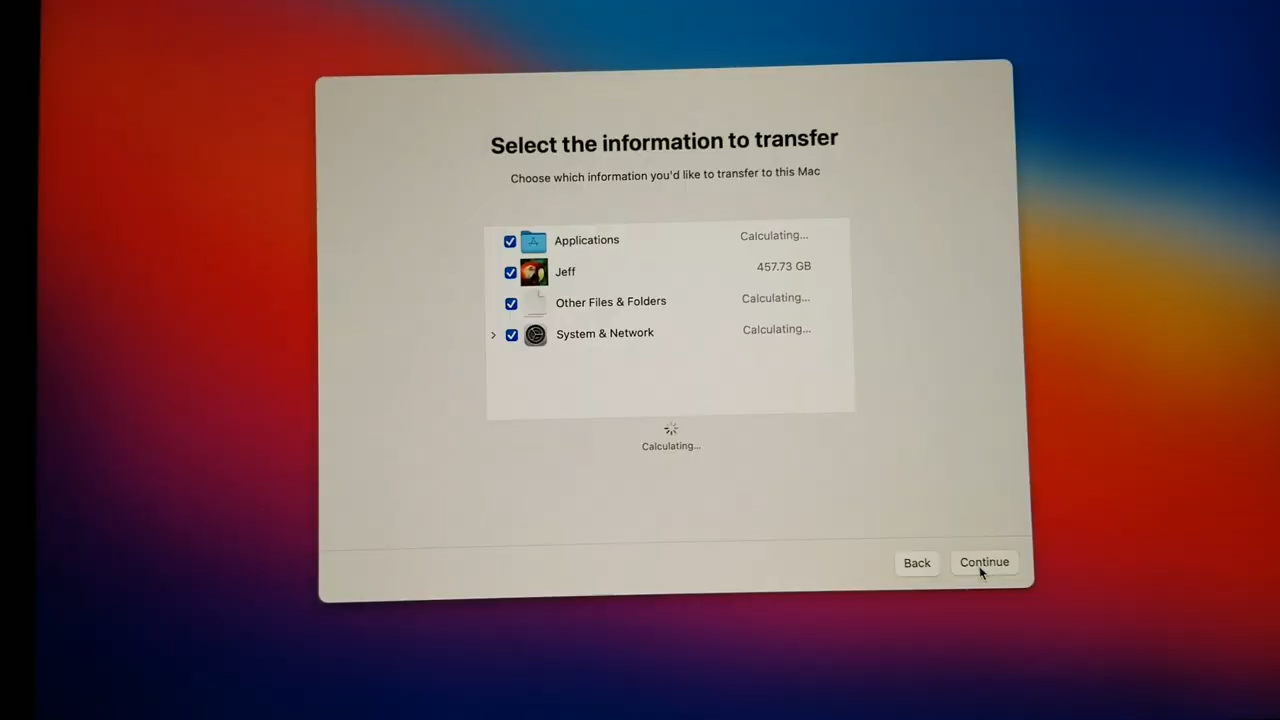 Select the information to transfer
Choose which information you'd like to transfer to this Mac
Applications Calculating...
Jeff 457.73 GB
Other Files & Folders Calculating...
System & Network Calculating...
Calculating...
Back Continue